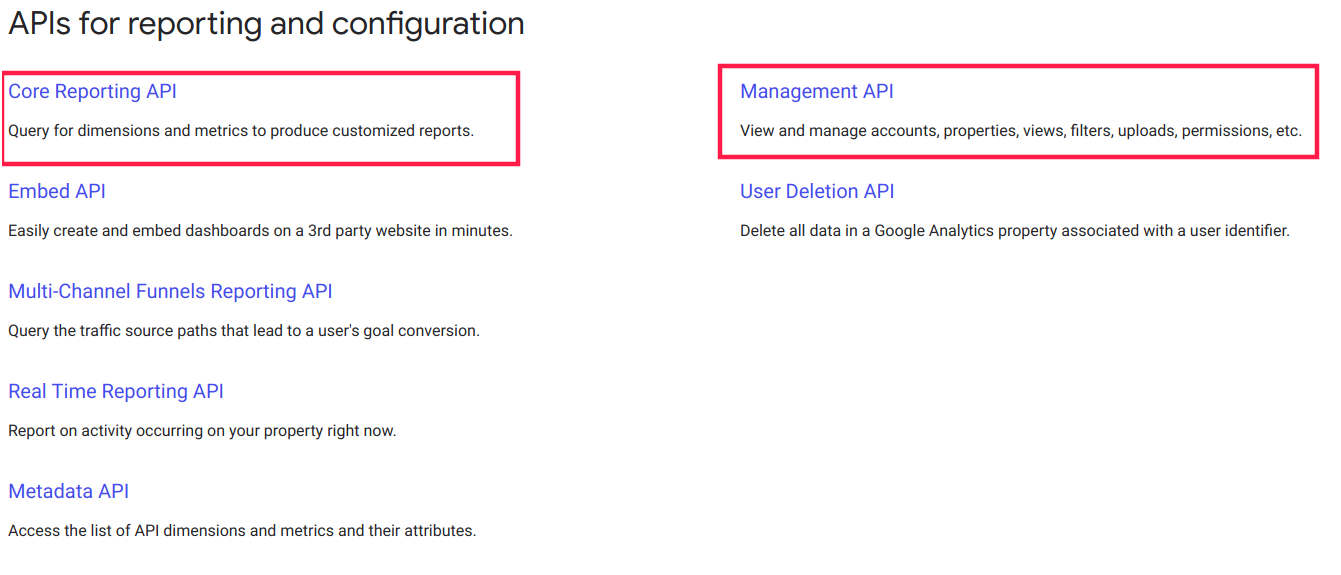 APIs for reporting and configuration
Core Reporting API
Query for dimensions and metrics to produce customized reports.
Management API
View and manage accounts, properties, views, filters, uploads, permissions, etc.
Embed API
Easily create and embed dashboards on a 3rd party website in minutes.
User Deletion API
Delete all data in a Google Analytics property associated with a user identifier.
Multi-Channel Funnels Reporting API
Query the traffic source paths that lead to a user's goal conversion.
Real Time Reporting API
Report on activity occurring on your property right now.
Metadata API
Access the list of API dimensions and metrics and their attributes.